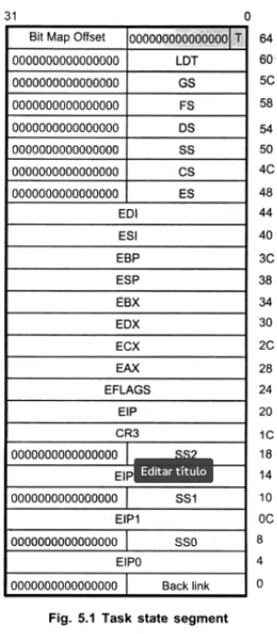 31 0
Bit Map Offset 000000000000000 T 64
0000000000000000 LDT 60
0000000000000000 GS 5C
0000000000000000 FS 58
0000000000000000 DS 54
0000000000000000 SS 50
0000000000000000 CS 4C
0000000000000000 ES 48
EDI 44
ESI 40
EBP 3C
ESP 38
EBX 34
EDX 30
ECX 2C
EAX 28
EFLAGS 24
EIP 20
CR3 1C
0000000000000000 SS2 18
EIP 14
Editar título
0000000000000000 SS1 10
EIP1 0C
0000000000000000 SS0 8
EIP0 4
0000000000000000 Back link 0
Fig. 5.1 Task state segment